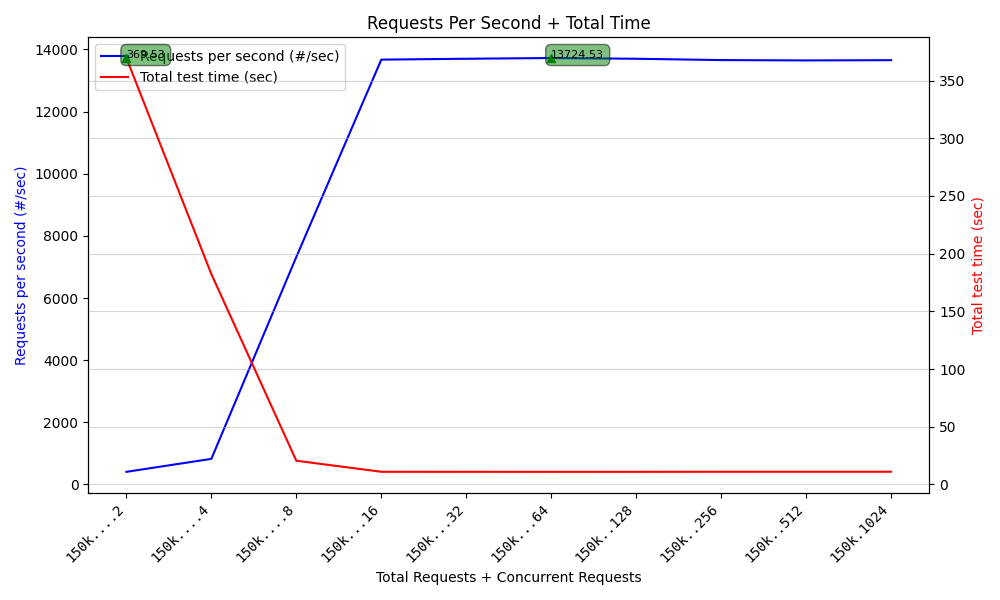 Requests Per Second + Total Time
Requests per second (#/sec)
Total test time (sec)
369.53
13724.53
14000
12000
10000
8000
6000
4000
2000
0
Requests per second (#/sec)
350
300
250
200
150
100
50
0
Total test time (sec)
150k....2
150k....4
150k....8
150k...16
150k...32
150k...64
150k..128
150k..256
150k..512
150k.1024
Total Requests + Concurrent Requests